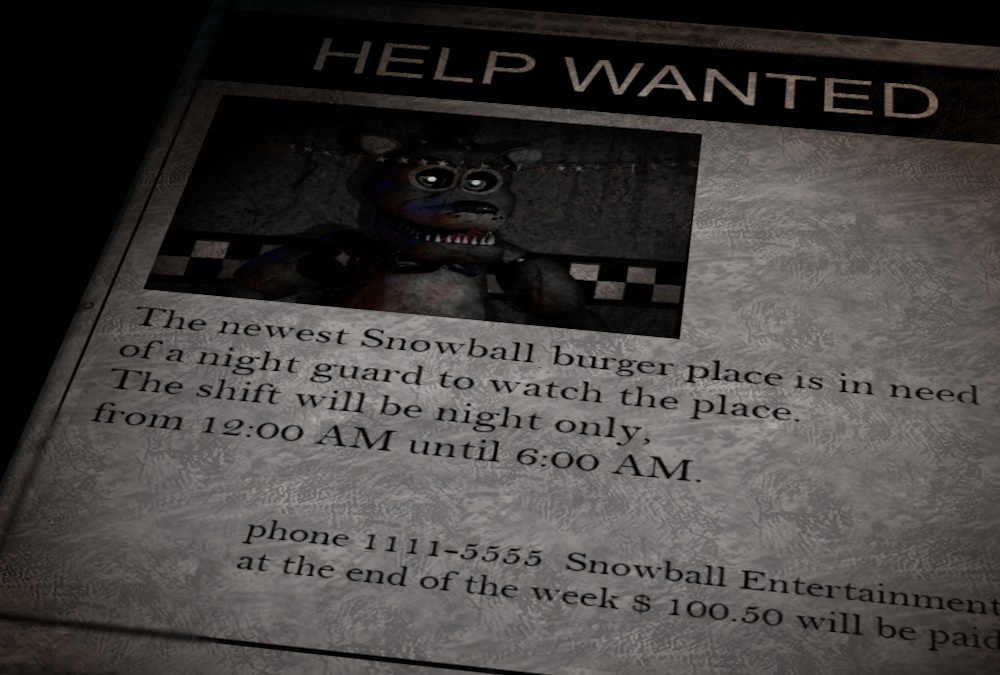 HELP WANTED
The newest Snowball burger place is in need
of a night guard to watch the place.
The shift will be night only,
from 12:00 AM until 6:00 AM.
phone 1111-5555 Snowball Entertainment
at the end of the week $ 100.50 will be paid